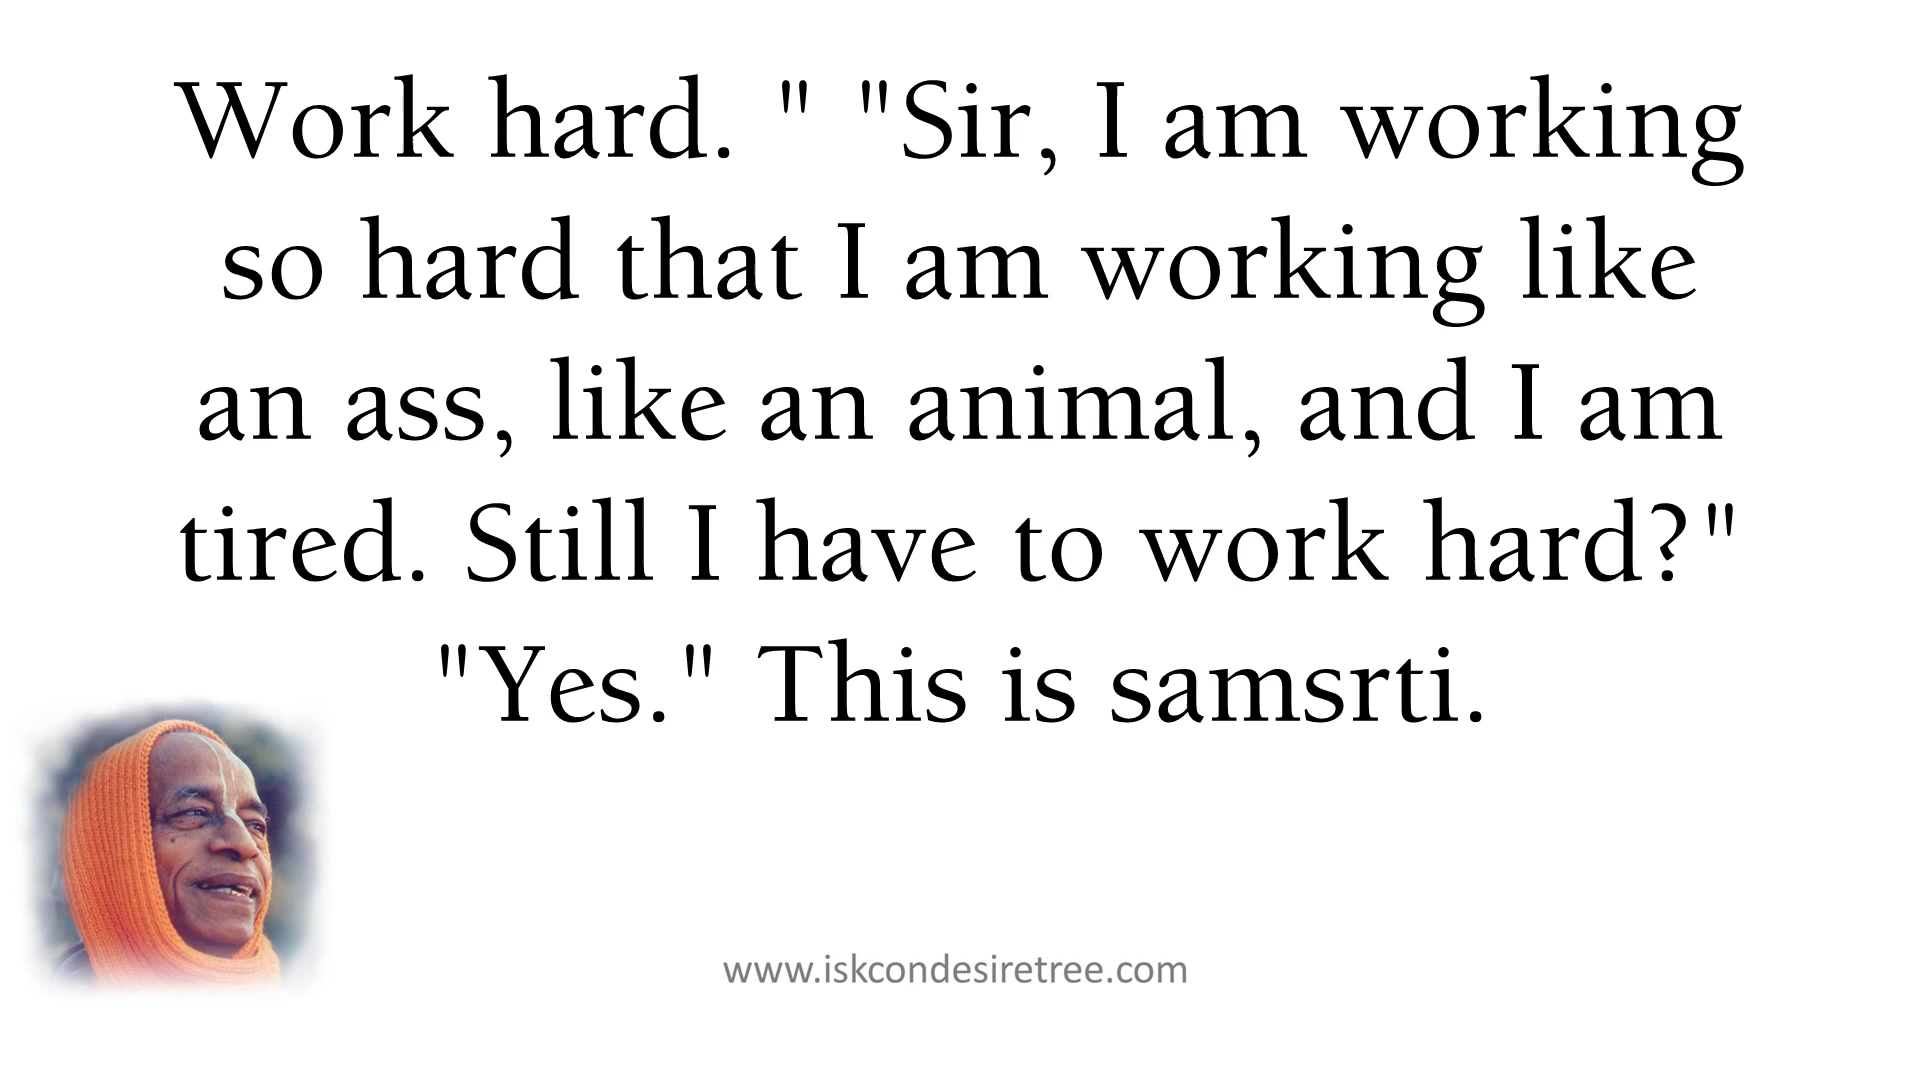 Work hard. " "Sir, I am working
so hard that I am working like
an ass, like an animal, and I am
tired. Still I have to work hard?"
"Yes." This is samsrti.
www.iskcondesiretree.com